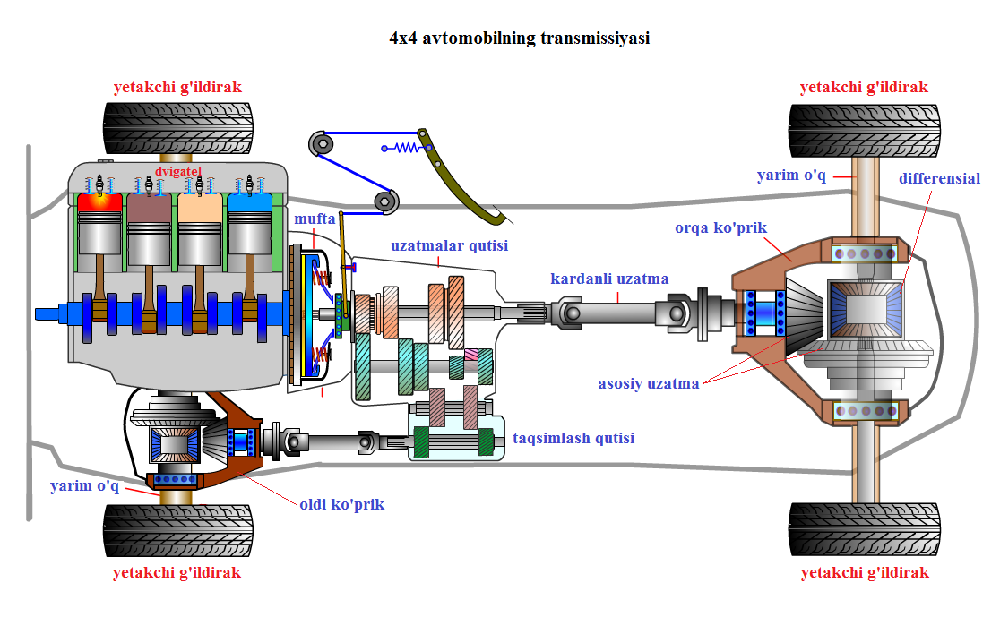 4x4 avtomobilning transmissiyasi
yetakchi g'ildirak
yetakchi g'ildirak
dvigatel
yarim o'q
differensial
mufta
orqa ko'prik
uzatmalar qutisi
kardanli uzatma
asosiy uzatma
taqsimlash qutisi
yarim o'q
oldi ko'prik
yetakchi g'ildirak
yetakchi g'ildirak